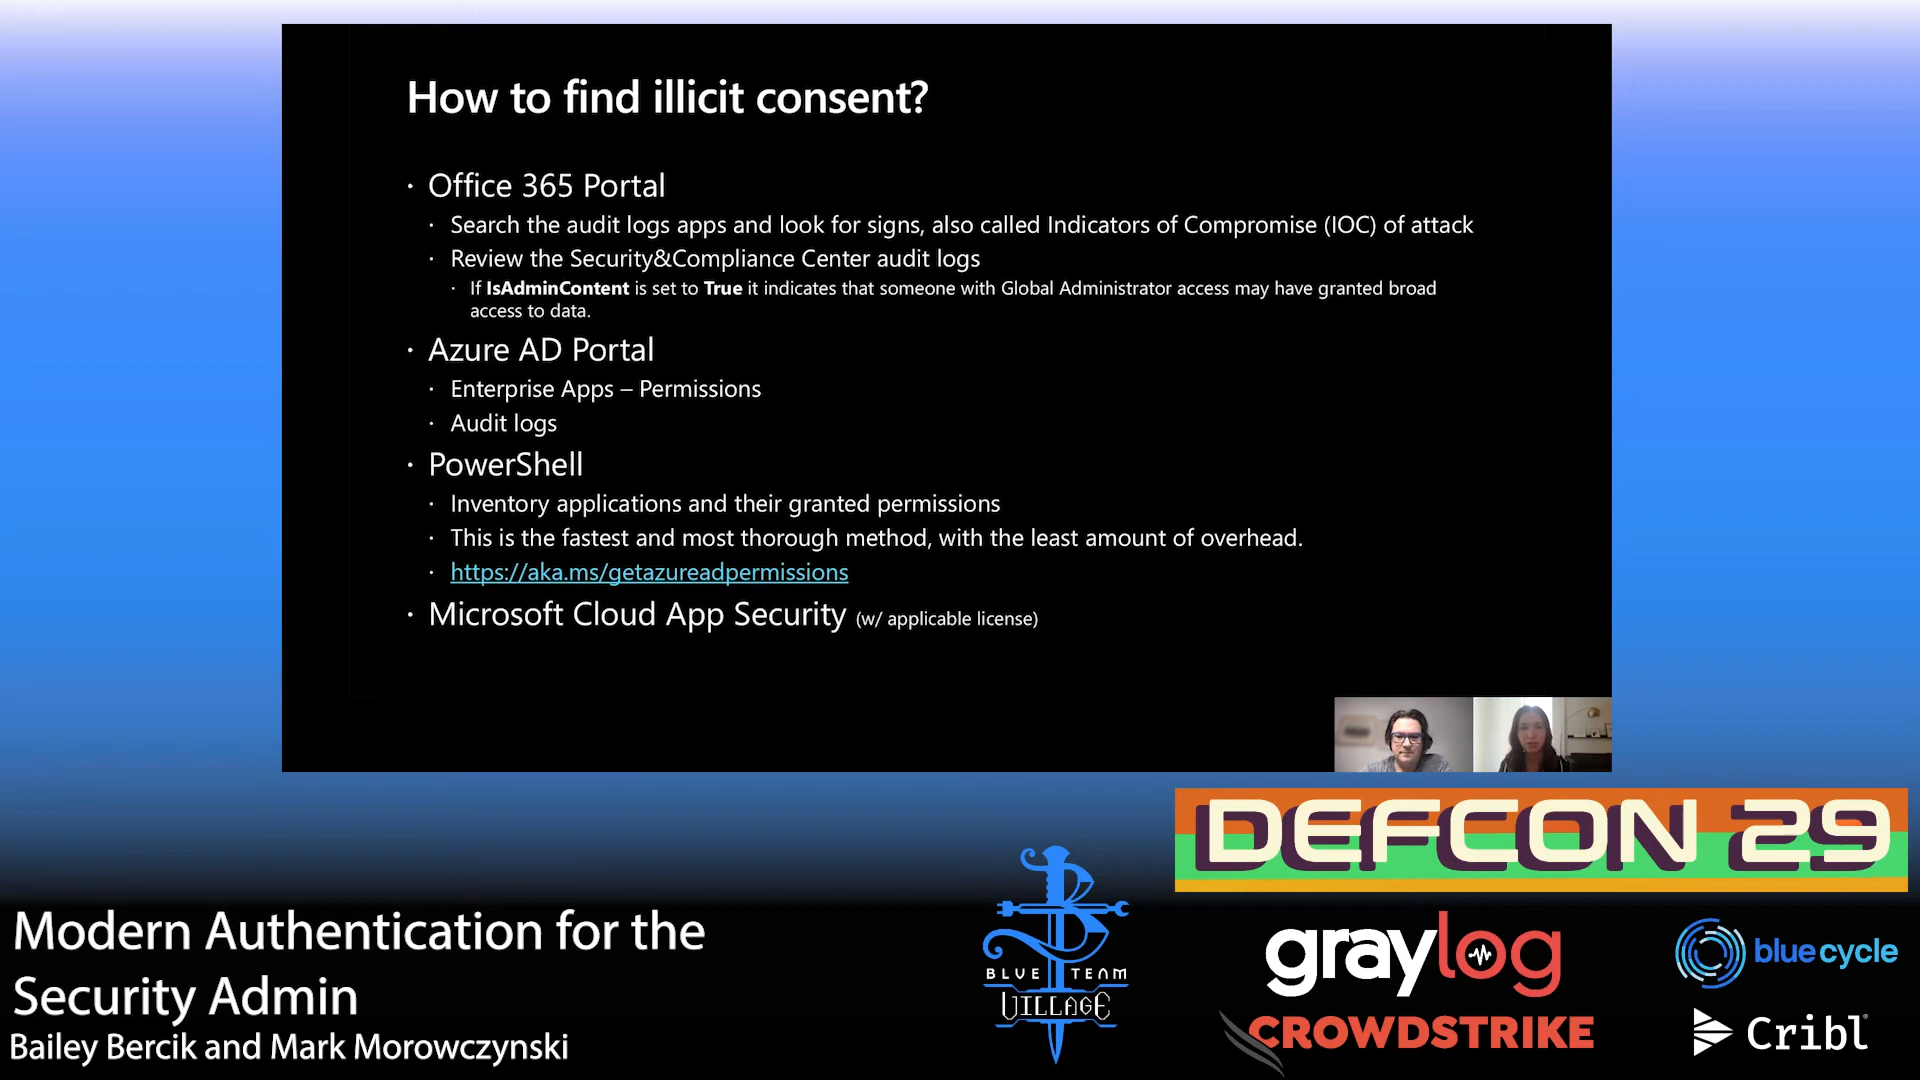 How to find illicit consent?
· Office 365 Portal
· Search the audit logs apps and look for signs, also called Indicators of Compromise (IOC) of attack
· Review the Security&Compliance Center audit logs
· If IsAdminContent is set to True it indicates that someone with Global Administrator access may have granted broad
access to data.
· Azure AD Portal
· Enterprise Apps – Permissions
· Audit logs
· PowerShell
· Inventory applications and their granted permissions
· This is the fastest and most thorough method, with the least amount of overhead.
· https://aka.ms/getazureadpermissions
· Microsoft Cloud App Security (w/ applicable license)
DEFCON 29
Modern Authentication for the
Security Admin
Bailey Bercik and Mark Morowczynski
BLUE TEAM
VILLAGE
graylog
blue cycle
CROWDSTRIKE
Cribl